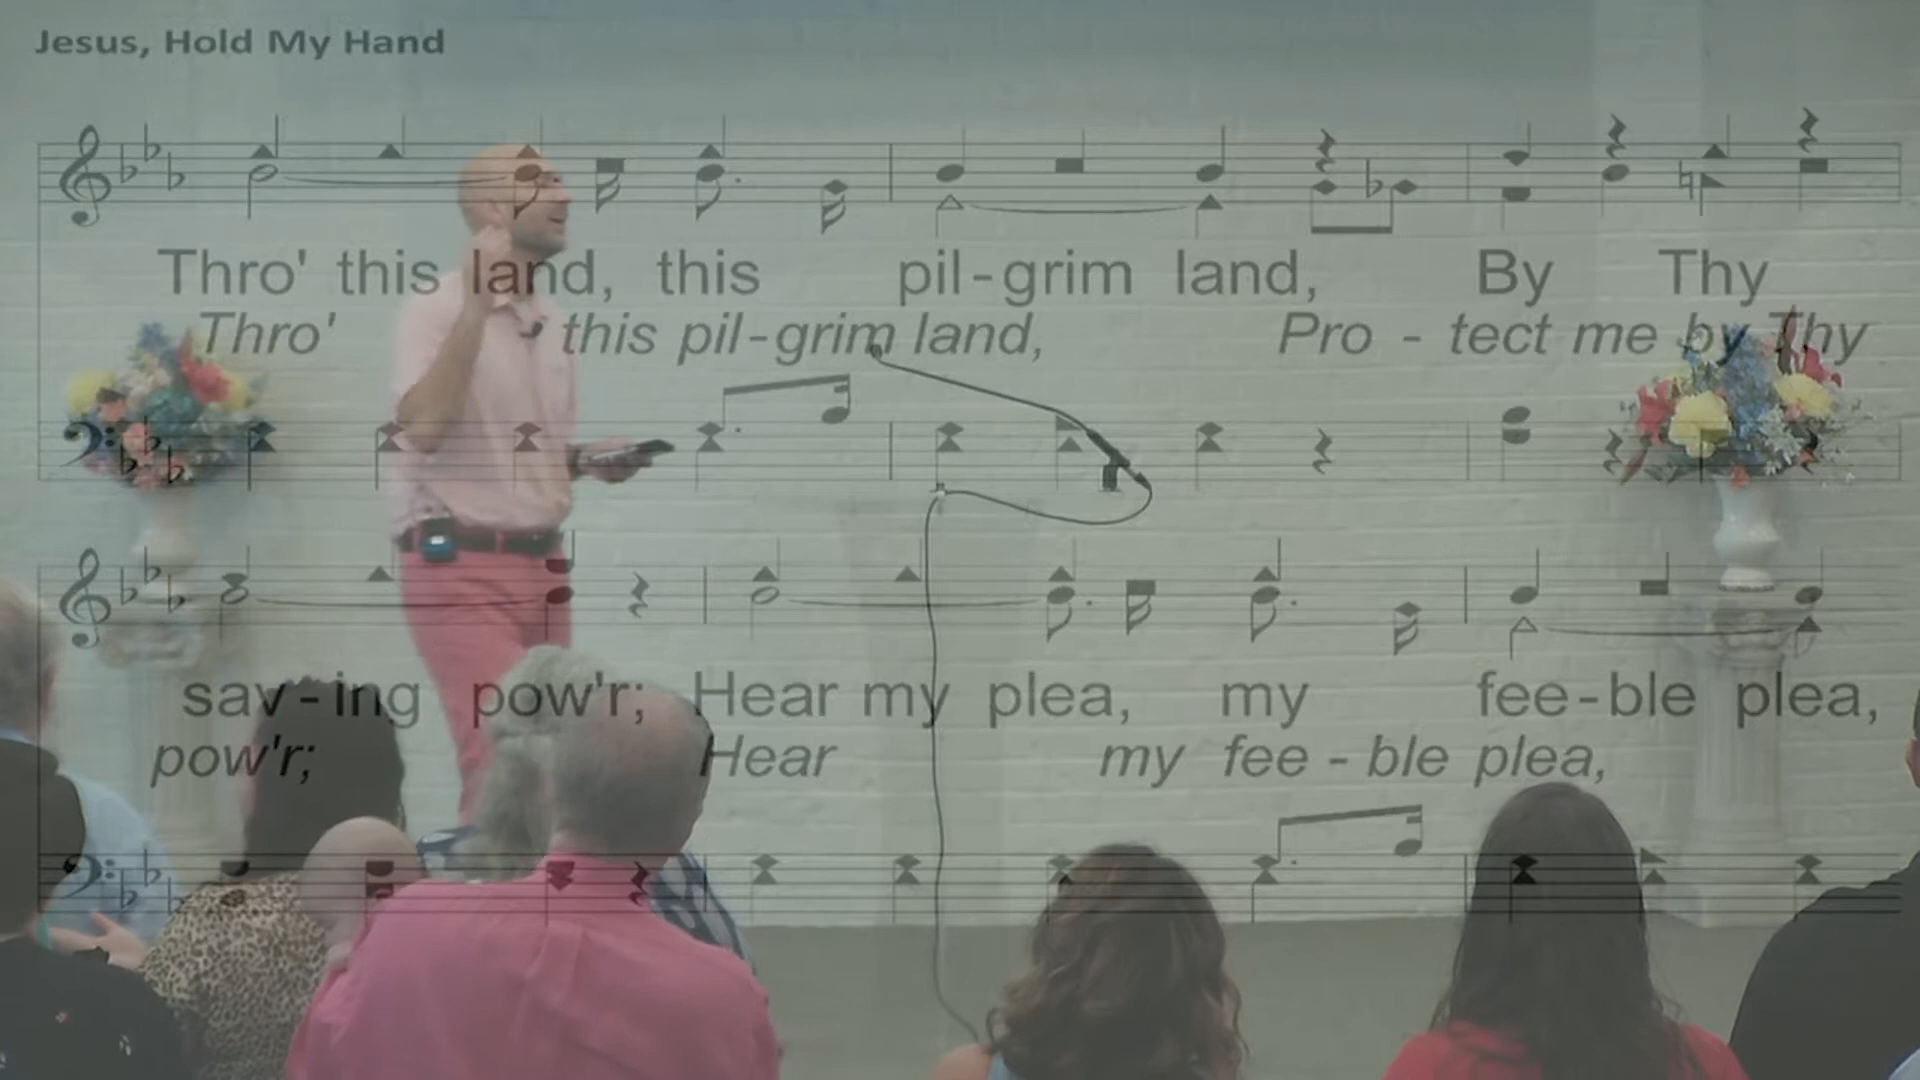 Jesus, Hold My Hand
Thro' this land, this pil-grim land, By Thy
Thro' this pil-grim land, Pro - tect me by Thy
sav-ing pow'r; Hear my plea, my fee-ble plea,
pow'r; Hear my fee - ble plea,